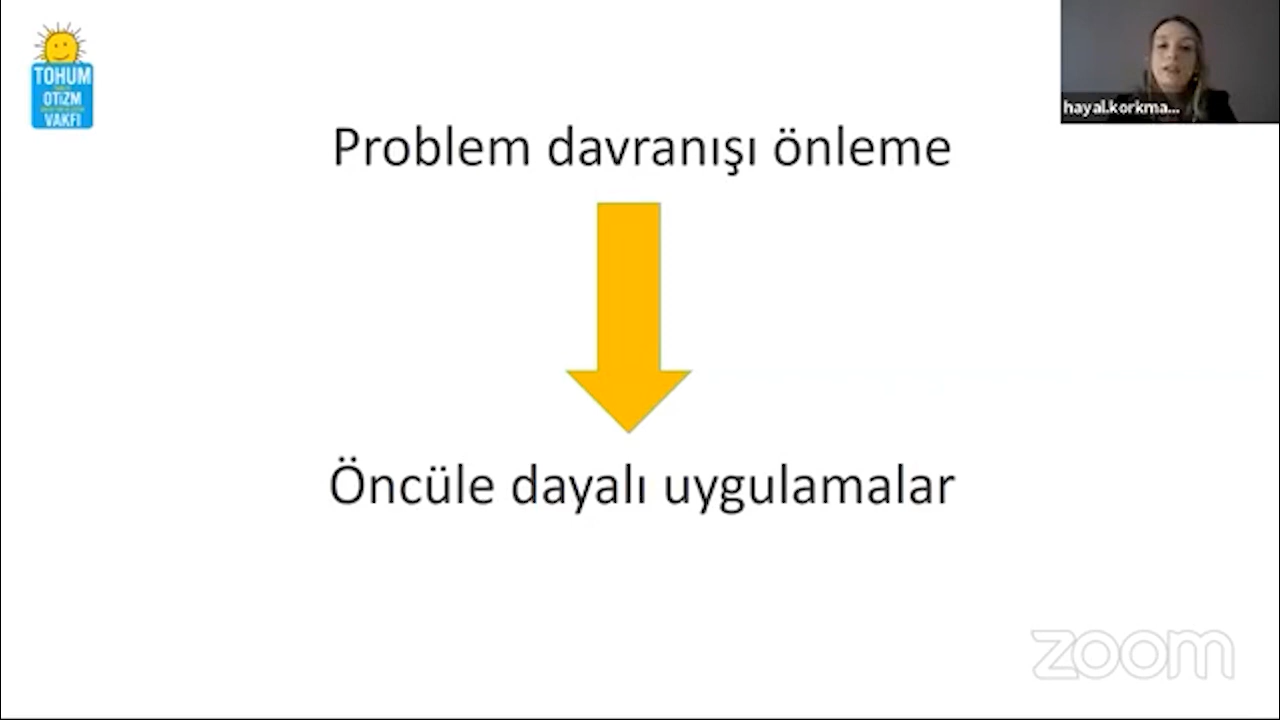 TOHUM
OTİZM
VAKFI
hayal.korkma...
Problem davranışı önleme
Öncüle dayalı uygulamalar
zoom